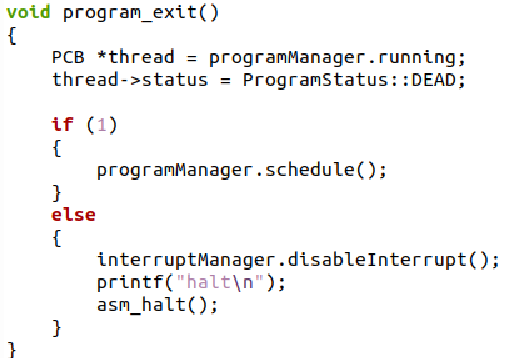 void program_exit()
{
    PCB *thread = programManager.running;
    thread->status = ProgramStatus::DEAD;

    if (1)
    {
        programManager.schedule();
    }
    else
    {
        interruptManager.disableInterrupt();
        printf("halt\n");
        asm_halt();
    }
}